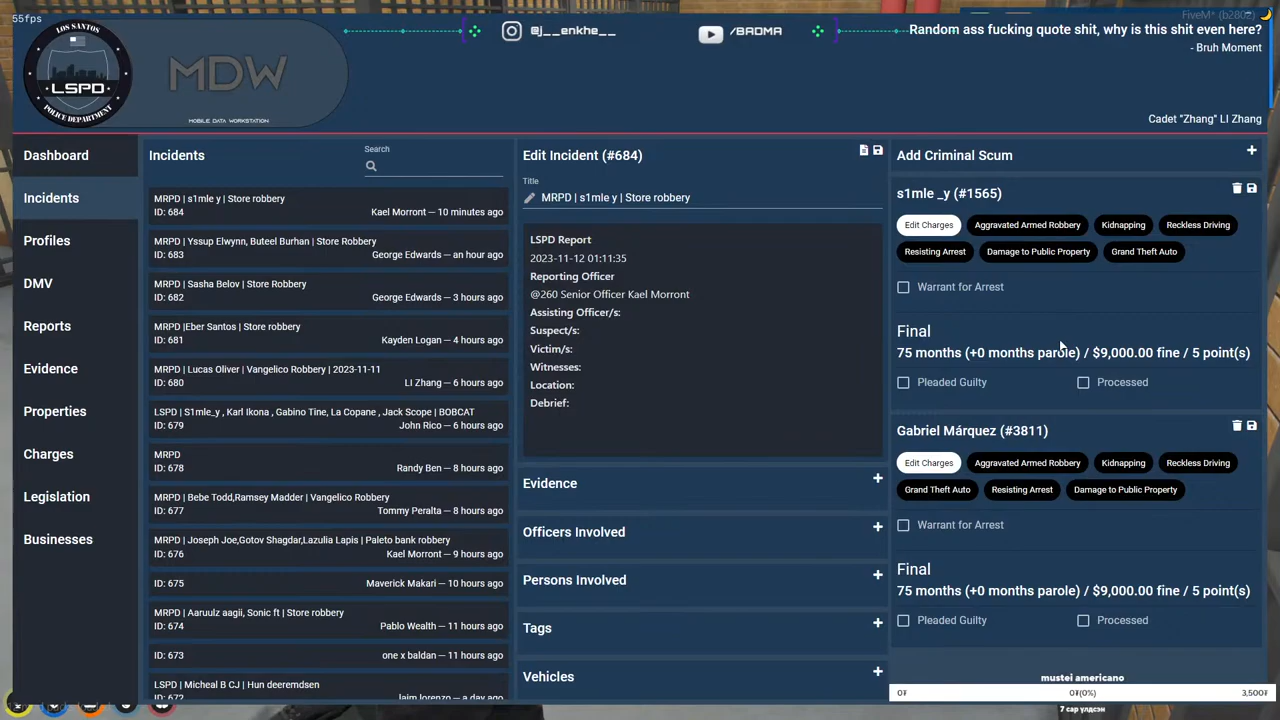 55fps
FiveM* (b2802)
LOS SANTOS
LSPD
POLICE DEPARTMENT
MDW
MOBILE DATA WORKSTATION
@j__enkhe__
/BADMA
Random ass fucking quote shit, why is this shit even here?
- Bruh Moment
Cadet "Zhang" LI Zhang
Dashboard
Incidents
Profiles
DMV
Reports
Evidence
Properties
Charges
Legislation
Businesses
Incidents
Search
MRPD | s1mle y | Store robbery
ID: 684
Kael Morront — 10 minutes ago
MRPD | Yssup Elwynn, Buteel Burhan | Store Robbery
ID: 683
George Edwards — an hour ago
MRPD | Sasha Belov | Store Robbery
ID: 682
George Edwards — 3 hours ago
MRPD |Eber Santos | Store robbery
ID: 681
Kayden Logan — 4 hours ago
MRPD | Lucas Oliver | Vangelico Robbery | 2023-11-11
ID: 680
LI Zhang — 6 hours ago
LSPD | S1mle_y , Karl Ikona , Gabino Tine, La Copane , Jack Scope | BOBCAT
ID: 679
John Rico — 6 hours ago
MRPD
ID: 678
Randy Ben — 8 hours ago
MRPD | Bebe Todd,Ramsey Madder | Vangelico Robbery
ID: 677
Tommy Peralta — 8 hours ago
MRPD | Joseph Joe,Gotov Shagdar,Lazulia Lapis | Paleto bank robbery
ID: 676
Kael Morront — 9 hours ago
ID: 675
Maverick Makari — 10 hours ago
MRPD | Aaruulz aagii, Sonic ft | Store robbery
ID: 674
Pablo Wealth — 11 hours ago
ID: 673
one x baldan — 11 hours ago
LSPD | Micheal B CJ | Hun deeremdsen
ID: 672
laim lorenzo — a day ago
Edit Incident (#684)
Title
MRPD | s1mle y | Store robbery
LSPD Report
2023-11-12 01:11:35
Reporting Officer
@260 Senior Officer Kael Morront
Assisting Officer/s:
Suspect/s:
Victim/s:
Witnesses:
Location:
Debrief:
Evidence
Officers Involved
Persons Involved
Tags
Vehicles
Add Criminal Scum
s1mle _y (#1565)
Edit Charges
Aggravated Armed Robbery
Kidnapping
Reckless Driving
Resisting Arrest
Damage to Public Property
Grand Theft Auto
Warrant for Arrest
Final
75 months (+0 months parole) / $9,000.00 fine / 5 point(s)
Pleaded Guilty
Processed
Gabriel Márquez (#3811)
Edit Charges
Aggravated Armed Robbery
Kidnapping
Reckless Driving
Grand Theft Auto
Resisting Arrest
Damage to Public Property
Warrant for Arrest
Final
75 months (+0 months parole) / $9,000.00 fine / 5 point(s)
Pleaded Guilty
Processed
mustei americano
0₮
0₮(0%)
3,500₮
7 сар үлдсэн